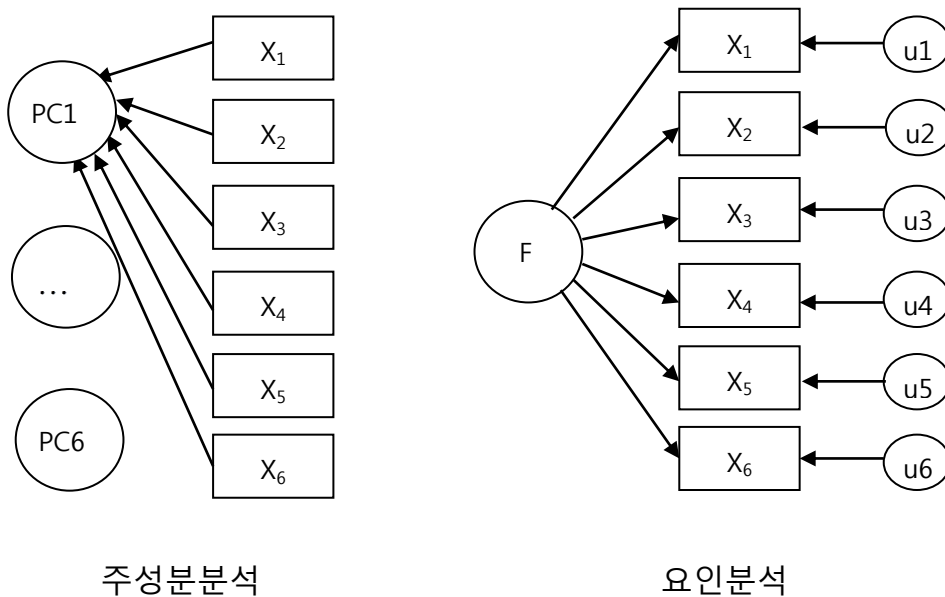 X₁
PC1
X₂
X₃
...
X₄
X₅
PC6
X₆
주성분분석
X₁
u1
X₂
u2
X₃
u3
F
X₄
u4
X₅
u5
X₆
u6
요인분석